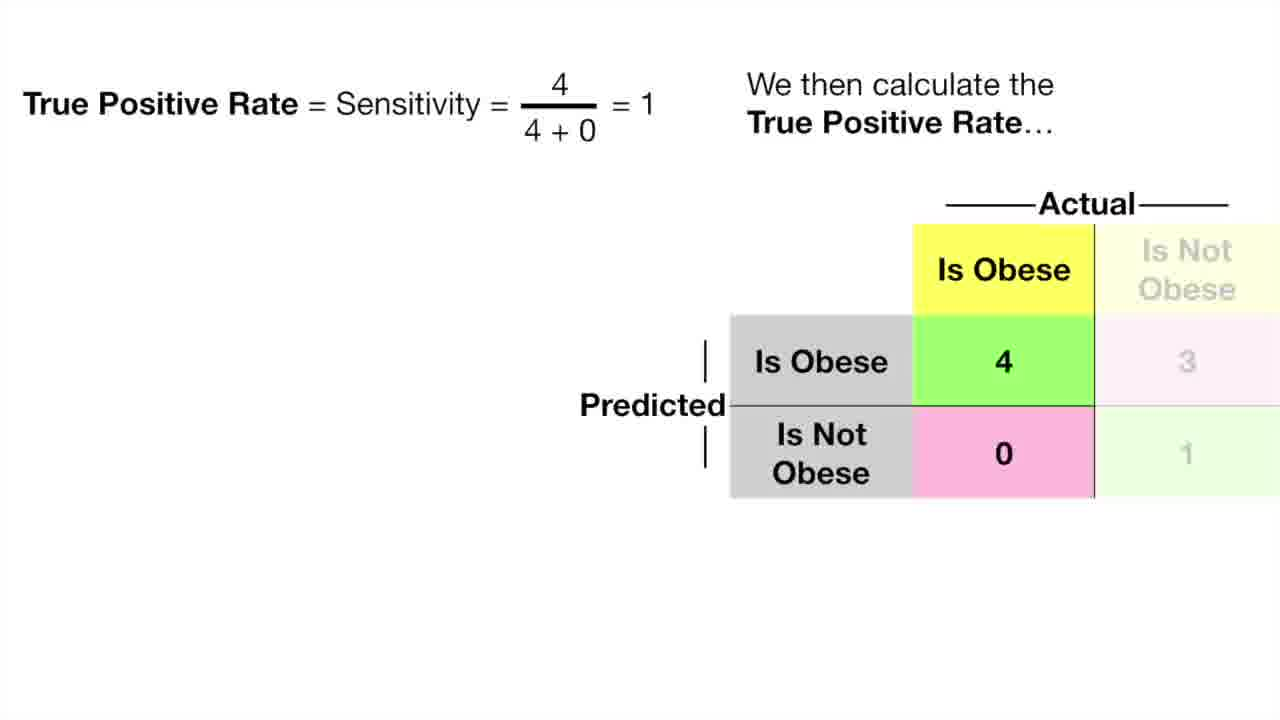 True Positive Rate = Sensitivity = 4 / 4 + 0 = 1
We then calculate the
True Positive Rate…
Actual
Is Obese
Is Not
Obese
Predicted
Is Obese
4
3
Is Not
Obese
0
1